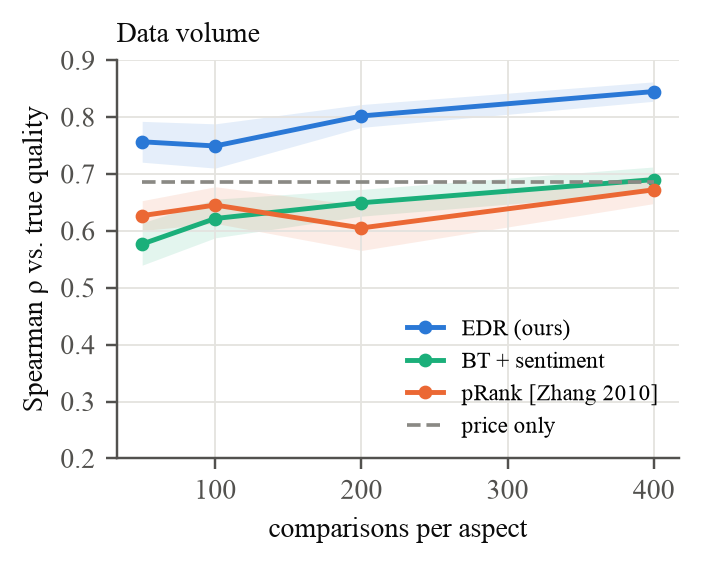 Data volume
0.9
0.8
0.7
0.6
0.5
0.4
0.3
0.2
Spearman ρ vs. true quality
EDR (ours)
BT + sentiment
pRank [Zhang 2010]
price only
100 200 300 400
comparisons per aspect